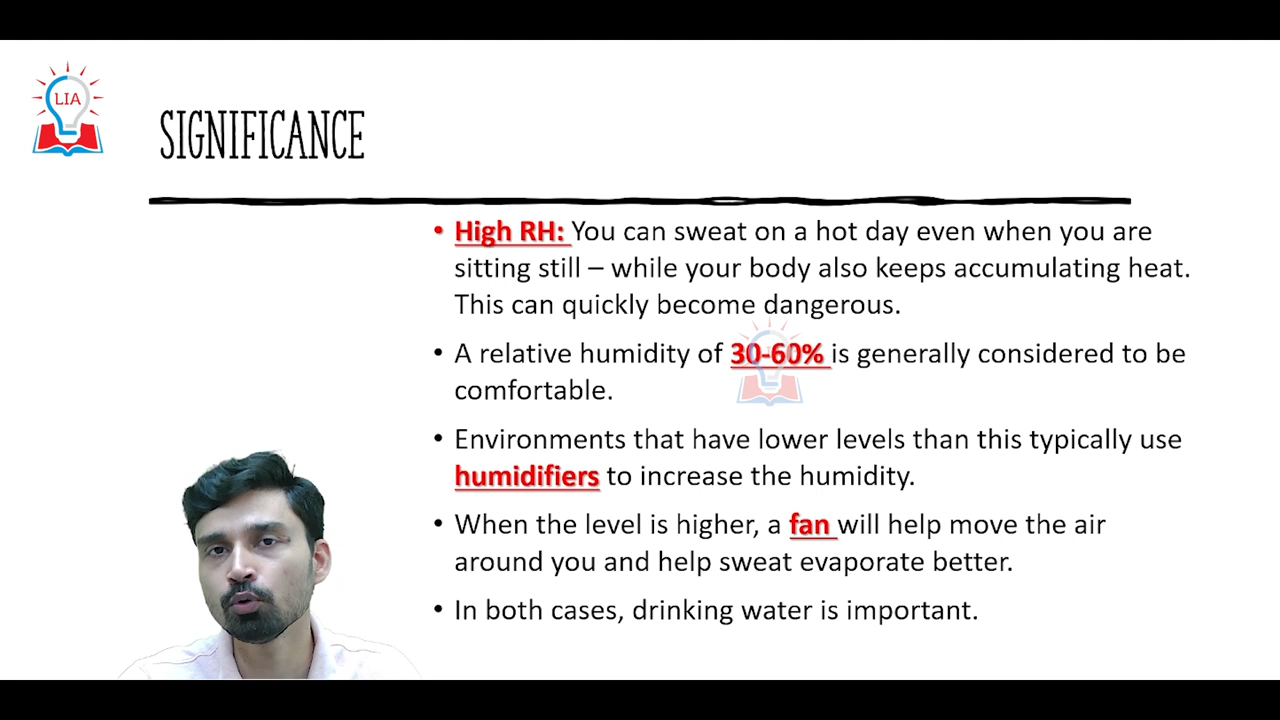 LIA
SIGNIFICANCE
• High RH: You can sweat on a hot day even when you are
sitting still – while your body also keeps accumulating heat.
This can quickly become dangerous.
• A relative humidity of 30-60% is generally considered to be
comfortable.
• Environments that have lower levels than this typically use
humidifiers to increase the humidity.
• When the level is higher, a fan will help move the air
around you and help sweat evaporate better.
• In both cases, drinking water is important.